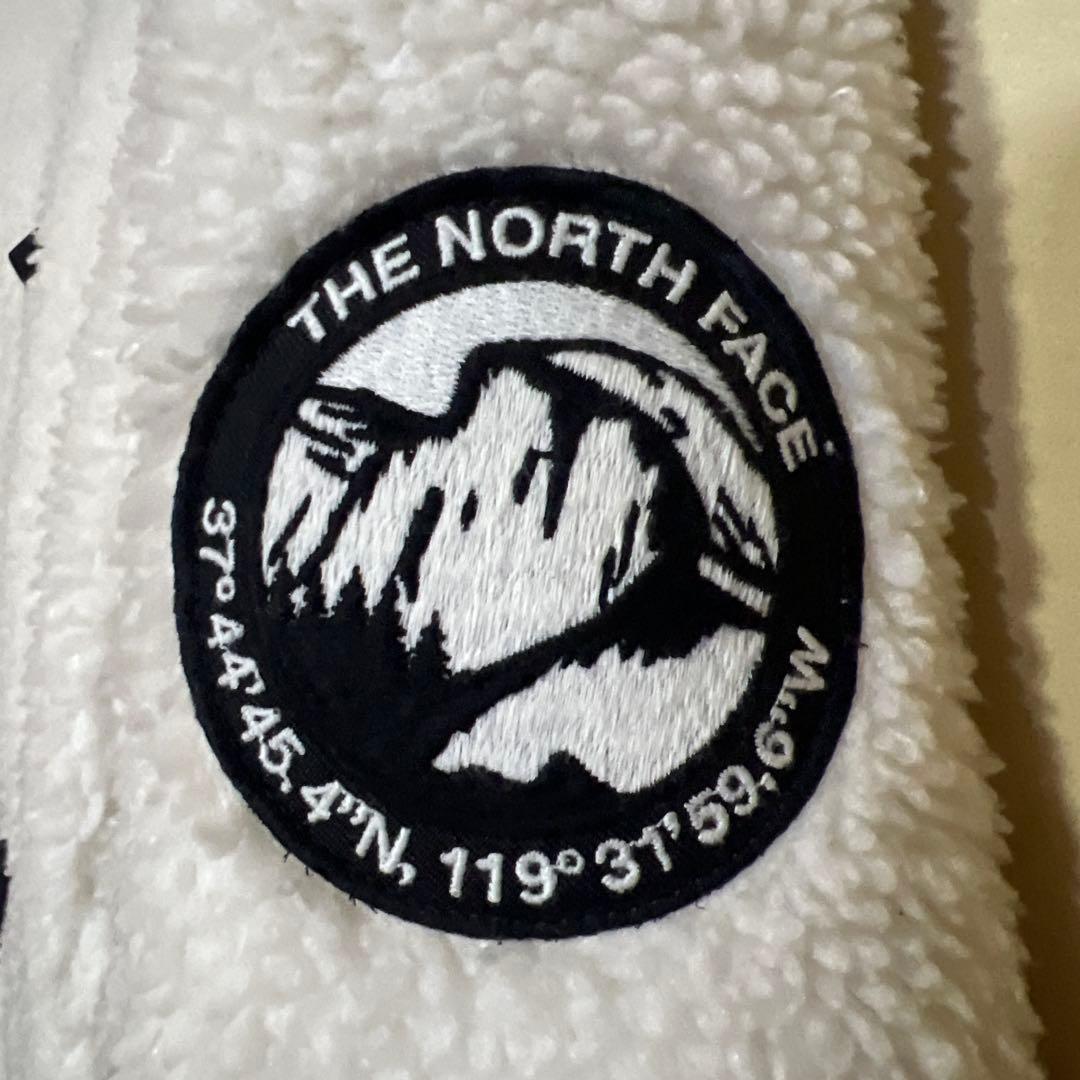 THE NORTH FACE
37°44'45.4"N, 119°31'59.6"W